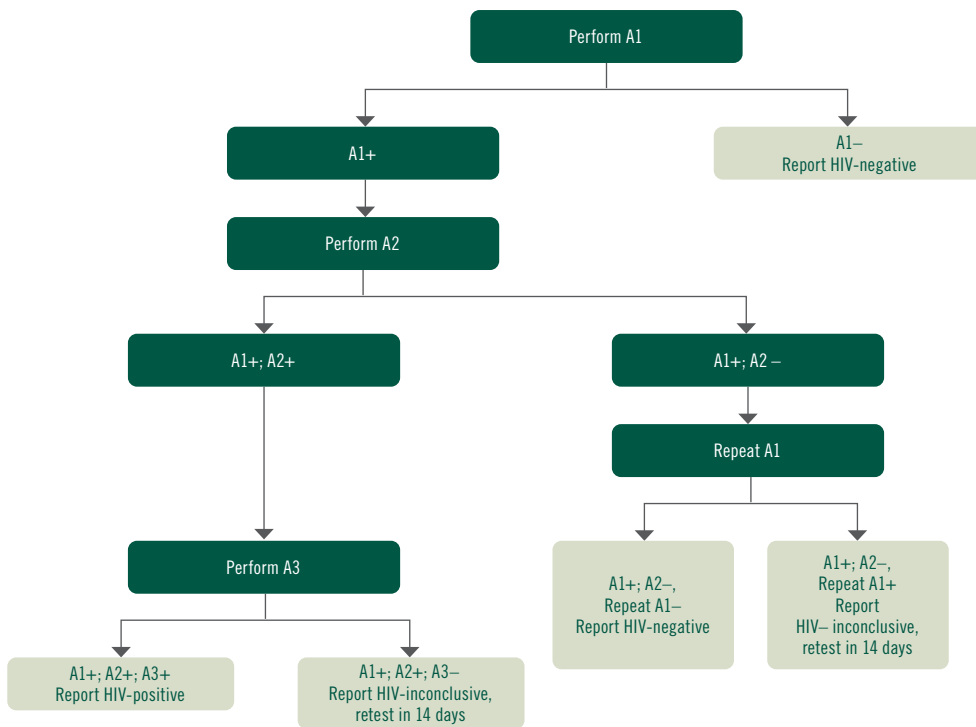 Perform A1
A1+
A1–
Report HIV-negative
Perform A2
A1+; A2+
A1+; A2 –
Repeat A1
Perform A3
A1+; A2–,
Repeat A1–
Report HIV-negative
A1+; A2–,
Repeat A1+
Report
HIV– inconclusive,
retest in 14 days
A1+; A2+; A3+
Report HIV-positive
A1+; A2+; A3–
Report HIV-inconclusive,
retest in 14 days